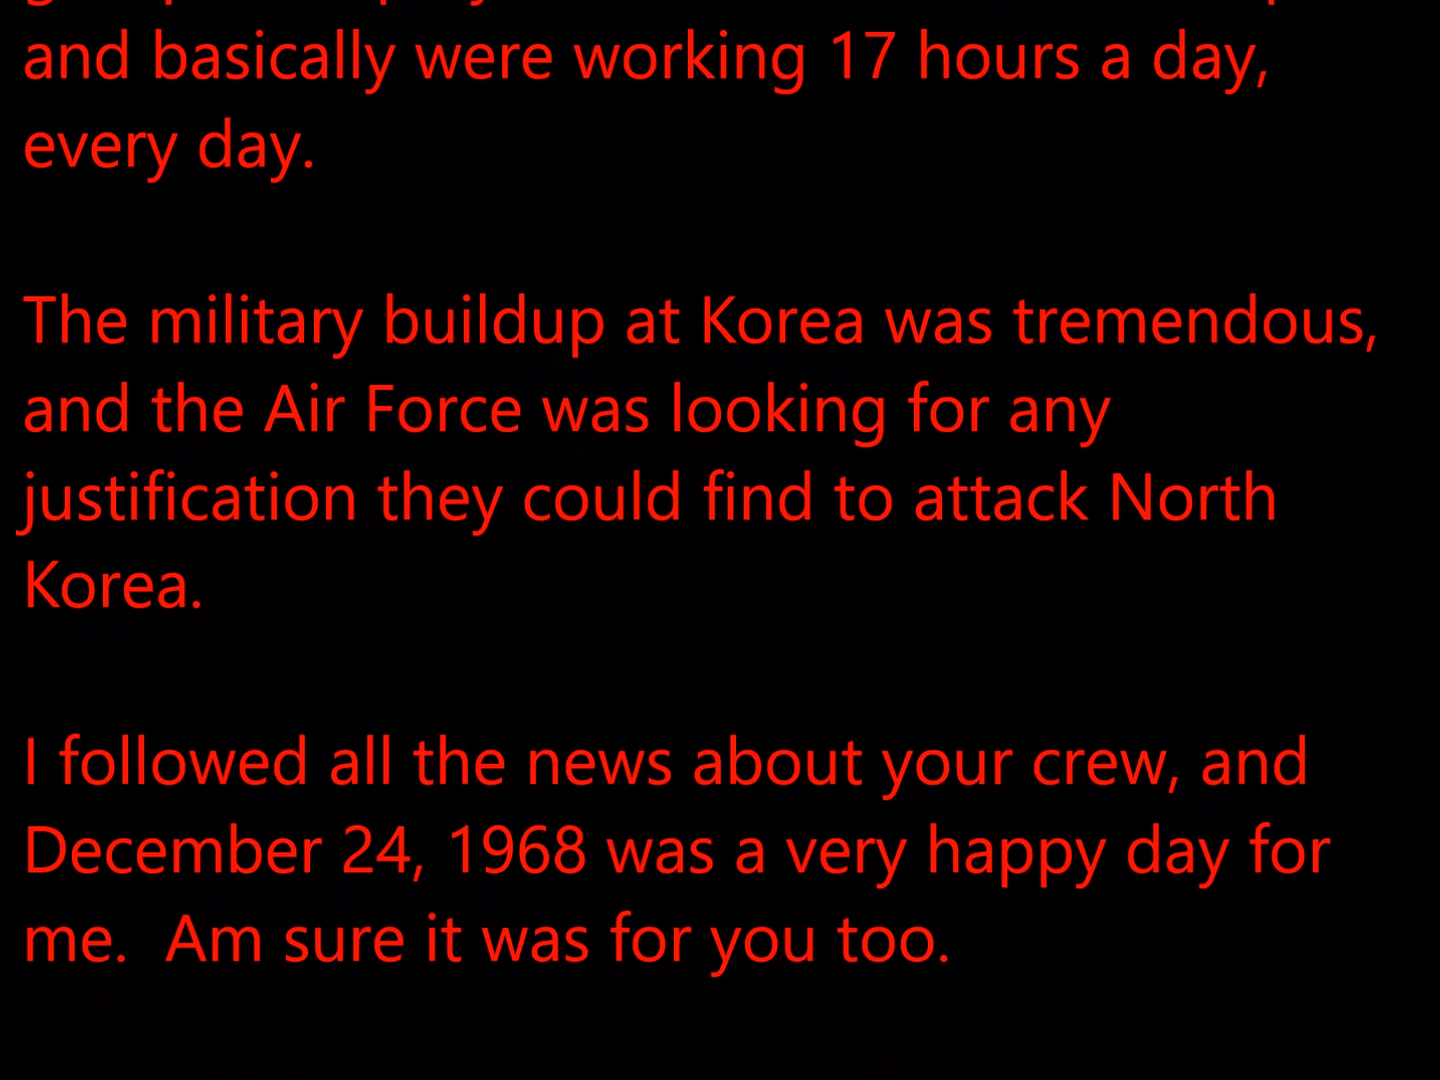 and basically were working 17 hours a day,
every day.
The military buildup at Korea was tremendous,
and the Air Force was looking for any
justification they could find to attack North
Korea.
I followed all the news about your crew, and
December 24, 1968 was a very happy day for
me.  Am sure it was for you too.